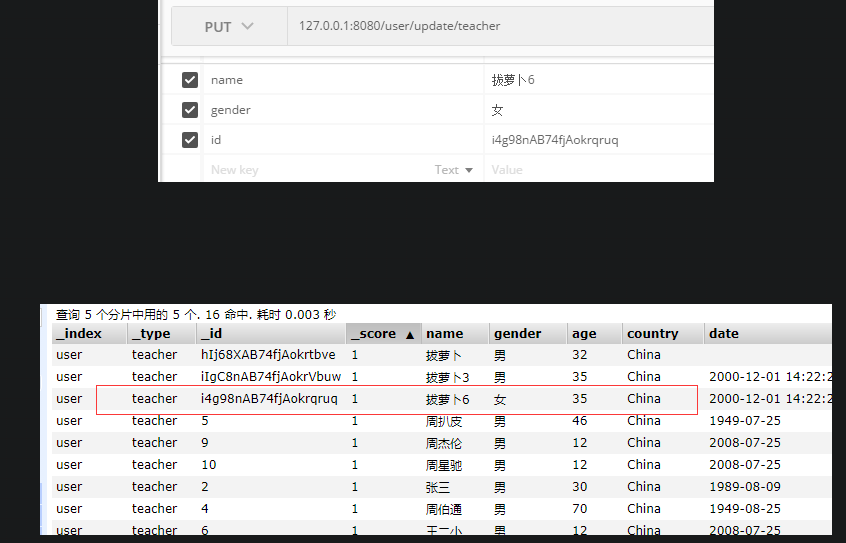 PUT 127.0.0.1:8080/user/update/teacher
name 拔萝卜6
gender 女
id i4g98nAB74fjAokrqruq
New key Text Value
查询 5 个分片中用的 5 个. 16 命中. 耗时 0.003 秒
_index _type _id _score ▲ name gender age country date
user teacher hIj68XAB74fjAokrtbve 1 拔萝卜 男 32 China
user teacher iIgC8nAB74fjAokrVbuw 1 拔萝卜3 男 35 China 2000-12-01 14:22:2
user teacher i4g98nAB74fjAokrqruq 1 拔萝卜6 女 35 China 2000-12-01 14:22:2
user teacher 5 1 周扒皮 男 46 China 1949-07-25
user teacher 9 1 周杰伦 男 12 China 2008-07-25
user teacher 10 1 周星驰 男 12 China 2008-07-25
user teacher 2 1 张三 男 30 China 1989-08-09
user teacher 4 1 周伯通 男 70 China 1949-08-25
user teacher 6 1 王二小 男 12 China 2008-07-25